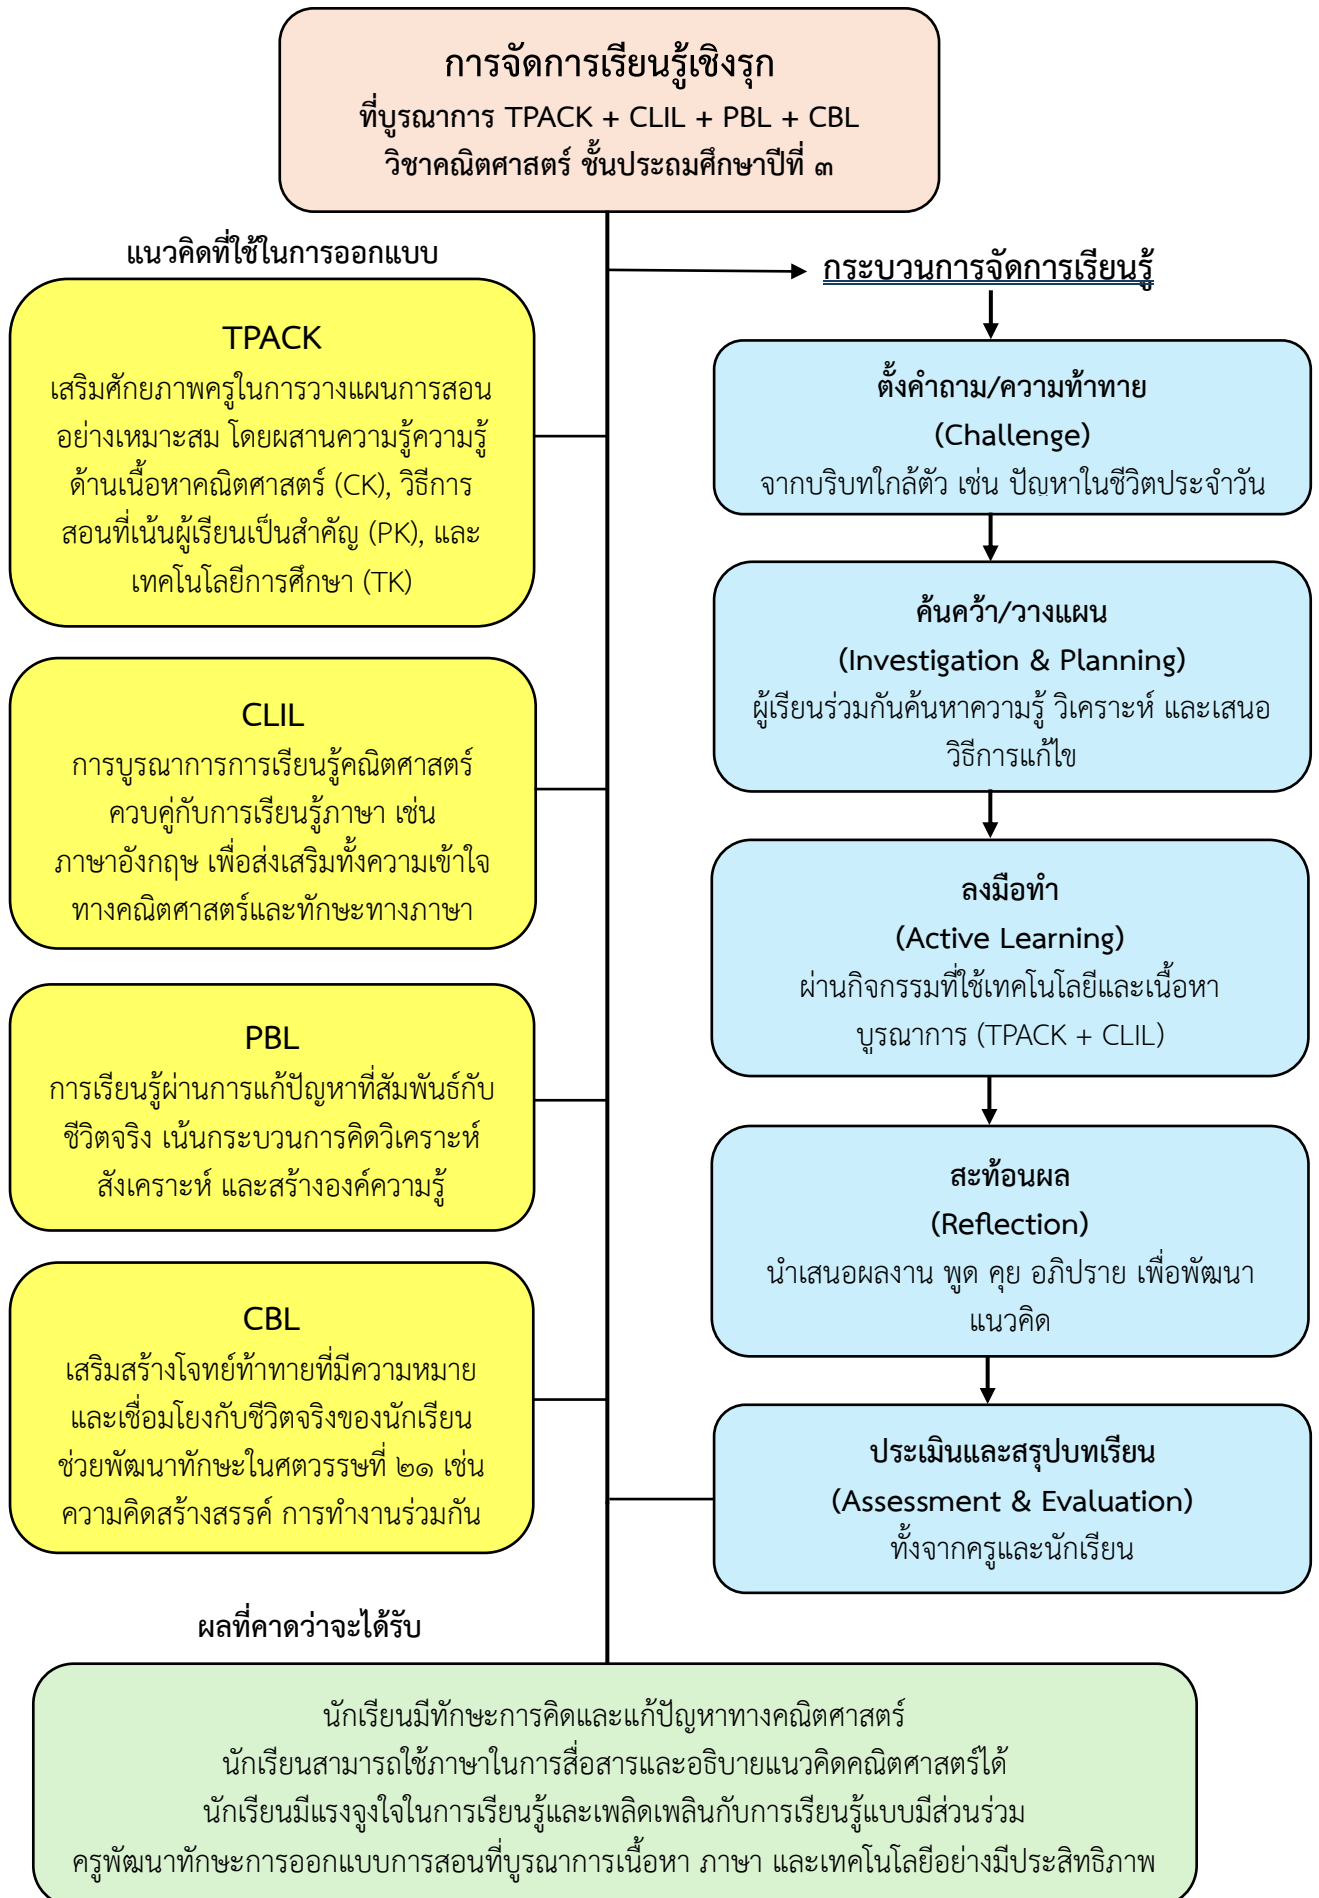 การจัดการเรียนรู้เชิงรุก
ที่บูรณาการ TPACK + CLIL + PBL + CBL
วิชาคณิตศาสตร์ ชั้นประถมศึกษาปีที่ ๓
แนวคิดที่ใช้ในการออกแบบ
TPACK
เสริมศักยภาพครูในการวางแผนการสอน
อย่างเหมาะสม โดยผสานความรู้ความรู้
ด้านเนื้อหาคณิตศาสตร์ (CK), วิธีการ
สอนที่เน้นผู้เรียนเป็นสำคัญ (PK), และ
เทคโนโลยีการศึกษา (TK)
CLIL
การบูรณาการการเรียนรู้คณิตศาสตร์
ควบคู่กับการเรียนรู้ภาษา เช่น
ภาษาอังกฤษ เพื่อส่งเสริมทั้งความเข้าใจ
ทางคณิตศาสตร์และทักษะทางภาษา
PBL
การเรียนรู้ผ่านการแก้ปัญหาที่สัมพันธ์กับ
ชีวิตจริง เน้นกระบวนการคิดวิเคราะห์
สังเคราะห์ และสร้างองค์ความรู้
CBL
เสริมสร้างโจทย์ท้าทายที่มีความหมาย
และเชื่อมโยงกับชีวิตจริงของนักเรียน
ช่วยพัฒนาทักษะในศตวรรษที่ ๒๑ เช่น
ความคิดสร้างสรรค์ การทำงานร่วมกัน
กระบวนการจัดการเรียนรู้
ตั้งคำถาม/ความท้าทาย
(Challenge)
จากบริบทใกล้ตัว เช่น ปัญหาในชีวิตประจำวัน
ค้นคว้า/วางแผน
(Investigation & Planning)
ผู้เรียนร่วมกันค้นหาความรู้ วิเคราะห์ และเสนอ
วิธีการแก้ไข
ลงมือทำ
(Active Learning)
ผ่านกิจกรรมที่ใช้เทคโนโลยีและเนื้อหา
บูรณาการ (TPACK + CLIL)
สะท้อนผล
(Reflection)
นำเสนอผลงาน พูด คุย อภิปราย เพื่อพัฒนา
แนวคิด
ประเมินและสรุปบทเรียน
(Assessment & Evaluation)
ทั้งจากครูและนักเรียน
ผลที่คาดว่าจะได้รับ
นักเรียนมีทักษะการคิดและแก้ปัญหาทางคณิตศาสตร์
นักเรียนสามารถใช้ภาษาในการสื่อสารและอธิบายแนวคิดคณิตศาสตร์ได้
นักเรียนมีแรงจูงใจในการเรียนรู้และเพลิดเพลินกับการเรียนรู้แบบมีส่วนร่วม
ครูพัฒนาทักษะการออกแบบการสอนที่บูรณาการเนื้อหา ภาษา และเทคโนโลยีอย่างมีประสิทธิภาพ